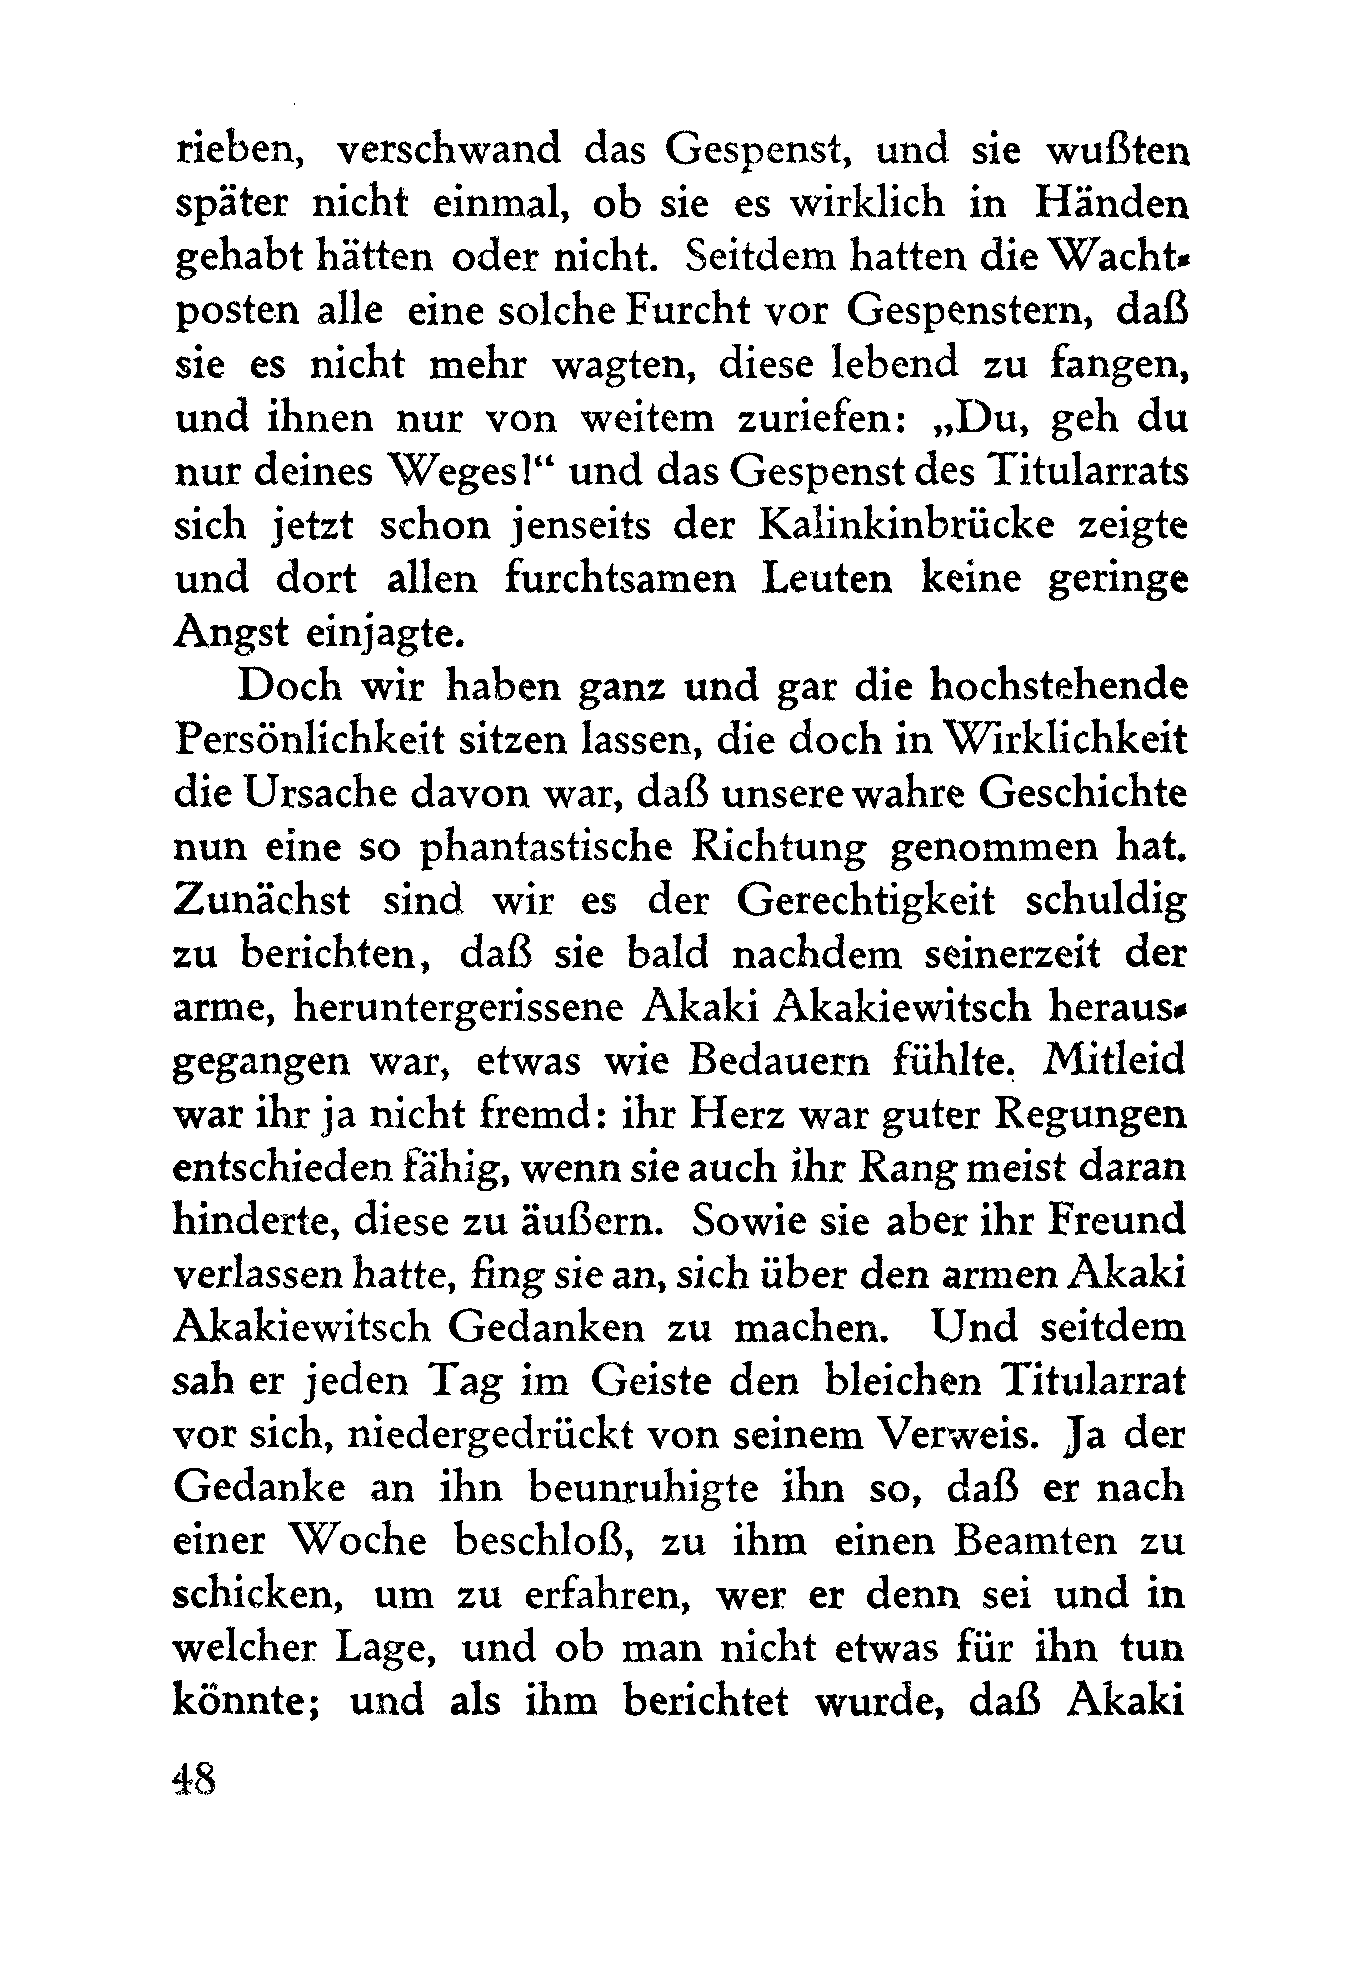 rieben, verschwand das Gespenst, und sie wußten
später nicht einmal, ob sie es wirklich in Händen
gehabt hätten oder nicht. Seitdem hatten die Wacht-
posten alle eine solche Furcht vor Gespenstern, daß
sie es nicht mehr wagten, diese lebend zu fangen,
und ihnen nur von weitem zuriefen: „Du, geh du
nur deines Weges!“ und das Gespenst des Titularrats
sich jetzt schon jenseits der Kalinkinbrücke zeigte
und dort allen furchtsamen Leuten keine geringe
Angst einjagte.
Doch wir haben ganz und gar die hochstehende
Persönlichkeit sitzen lassen, die doch in Wirklichkeit
die Ursache davon war, daß unsere wahre Geschichte
nun eine so phantastische Richtung genommen hat.
Zunächst sind wir es der Gerechtigkeit schuldig
zu berichten, daß sie bald nachdem seinerzeit der
arme, heruntergerissene Akaki Akakiewitsch heraus-
gegangen war, etwas wie Bedauern fühlte. Mitleid
war ihr ja nicht fremd: ihr Herz war guter Regungen
entschieden fähig, wenn sie auch ihr Rang meist daran
hinderte, diese zu äußern. Sowie sie aber ihr Freund
verlassen hatte, fing sie an, sich über den armen Akaki
Akakiewitsch Gedanken zu machen. Und seitdem
sah er jeden Tag im Geiste den bleichen Titularrat
vor sich, niedergedrückt von seinem Verweis. Ja der
Gedanke an ihn beunruhigte ihn so, daß er nach
einer Woche beschloß, zu ihm einen Beamten zu
schicken, um zu erfahren, wer er denn sei und in
welcher Lage, und ob man nicht etwas für ihn tun
könnte; und als ihm berichtet wurde, daß Akaki
48